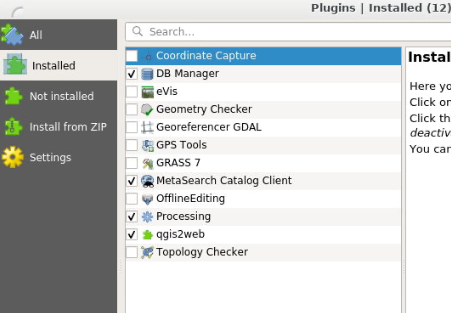 Plugins | Installed (12)
All
Installed
Not installed
Install from ZIP
Settings
Search...
Coordinate Capture
DB Manager
eVis
Geometry Checker
Georeferencer GDAL
GPS Tools
GRASS 7
MetaSearch Catalog Client
OfflineEditing
Processing
qgis2web
Topology Checker
Instal
Here yo
Click on
Click th
deactiv
You can